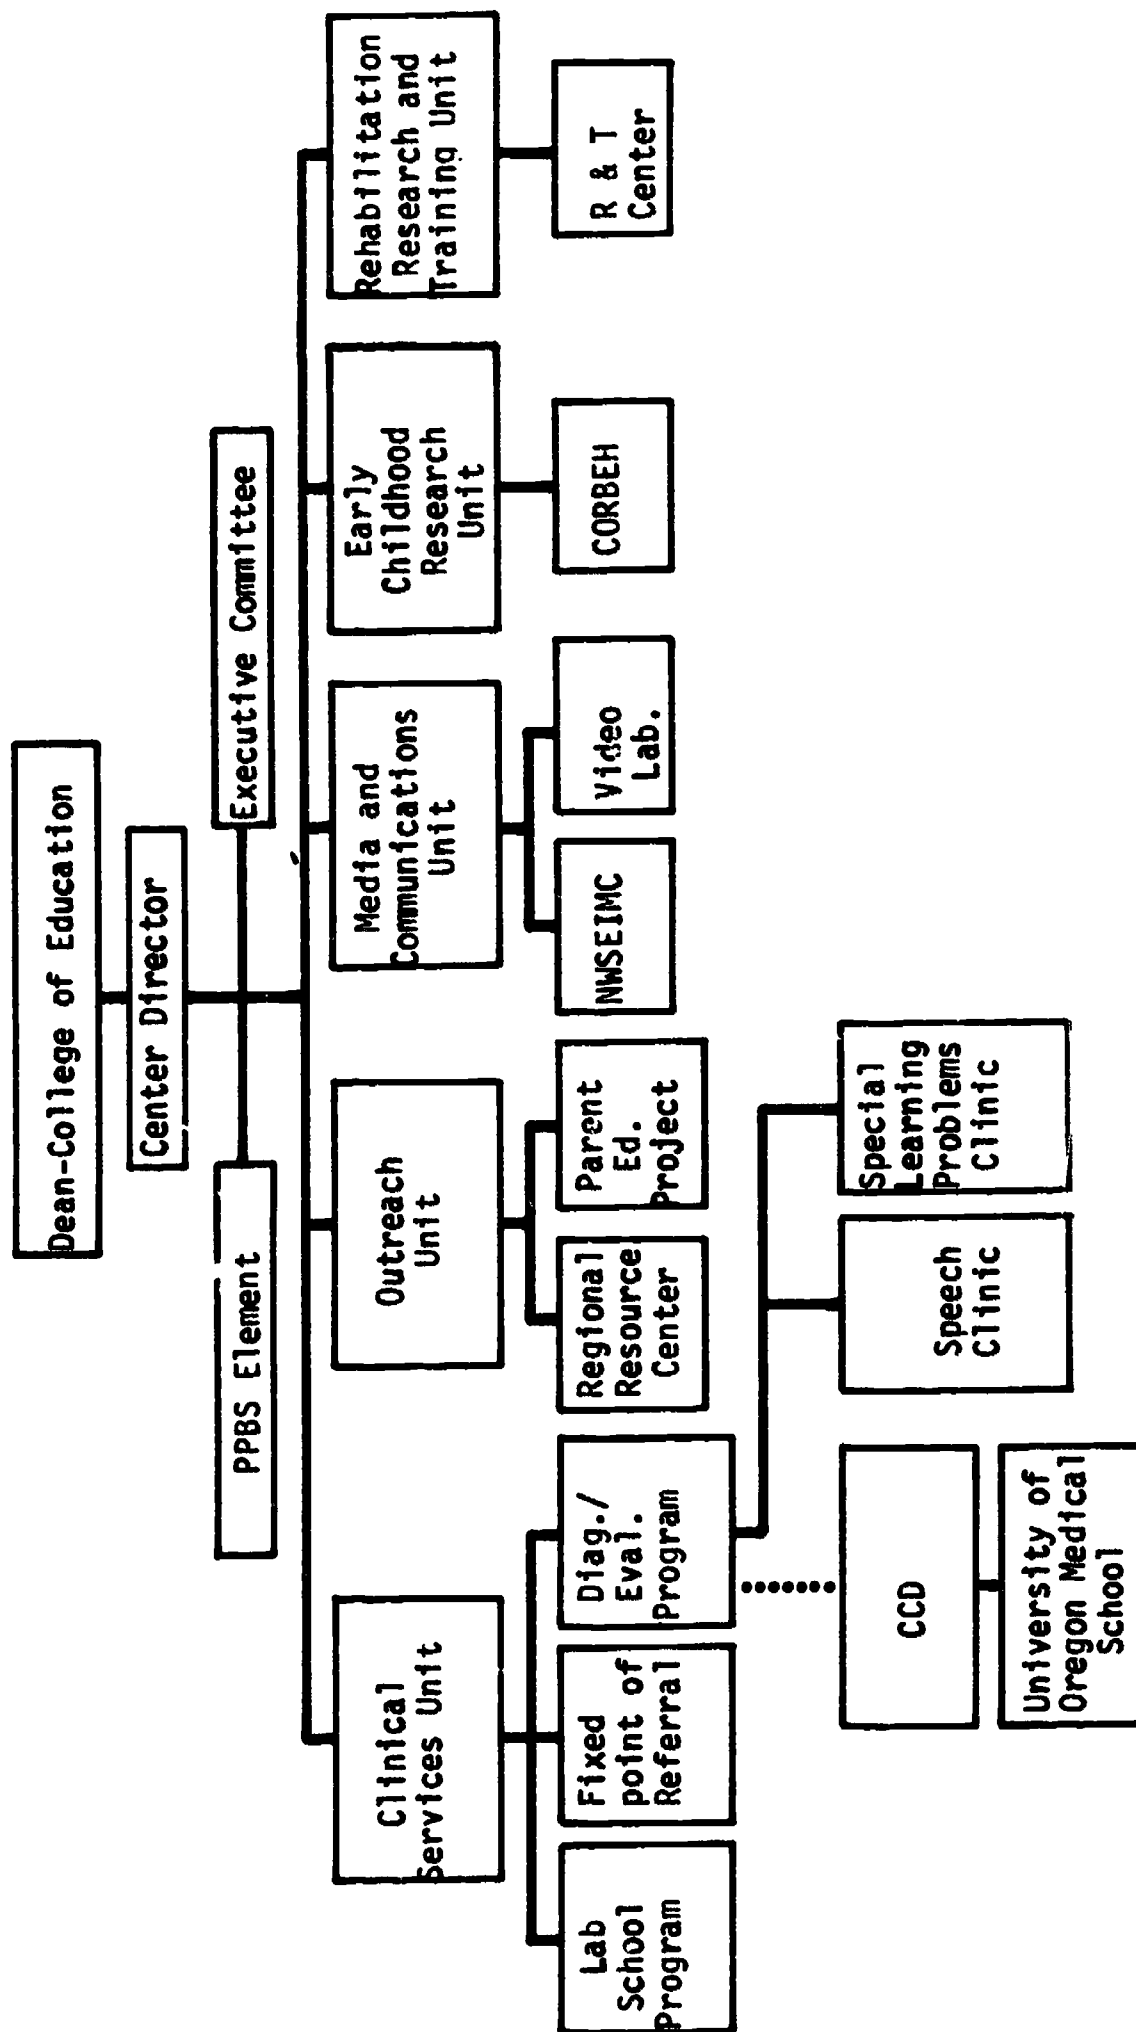 Dean-College of Education
Center Director
PPBS Element
Executive Committee
Clinical
Services Unit
Outreach
Unit
Media and
Communications
Unit
Early
Childhood
Research
Unit
Rehabilitation
Research and
Training Unit
Lab
School
Program
Fixed
point of
Referral
Diag./
Eval.
Program
Regional
Resource
Center
Parent
Ed.
Project
NWSEIMC
Video
Lab.
CORBEH
R & T
Center
CCD
Speech
Clinic
Special
Learning
Problems
Clinic
University of
Oregon Medical
School